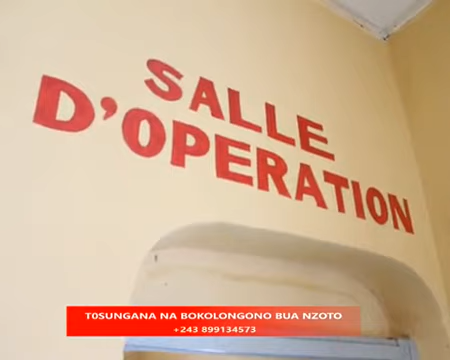 SALLE
D'OPERATION
T0SUNGANA NA BOKOLONGONO BUA NZOTO
+243 899134573